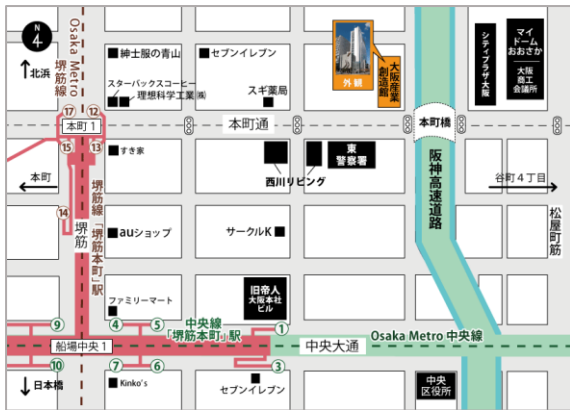 N
4
北浜
Osaka Metro
堺筋線
紳士服の青山
セブンイレブン
スターバックスコーヒー
理想科学工業㈱
スギ薬局
外観
大阪産業
創造館
シティプラザ大阪
マイ
ドーム
おおさか
大阪
商工
会議所
⑰
⑫
本町1
本町通
本町橋
⑮
⑬
すき家
西川リビング
東
警察署
本町
谷町4丁目
⑭
堺筋
堺筋線「堺筋本町」駅
auショップ
サークルK
阪神高速道路
松屋町筋
ファミリーマート
旧帝人
大阪本社
ビル
⑨
④
⑤
中央線
「堺筋本町」駅
①
Osaka Metro 中央線
船場中央1
中央大通
⑩
⑦
⑥
③
日本橋
Kinko's
セブンイレブン
中央
区役所